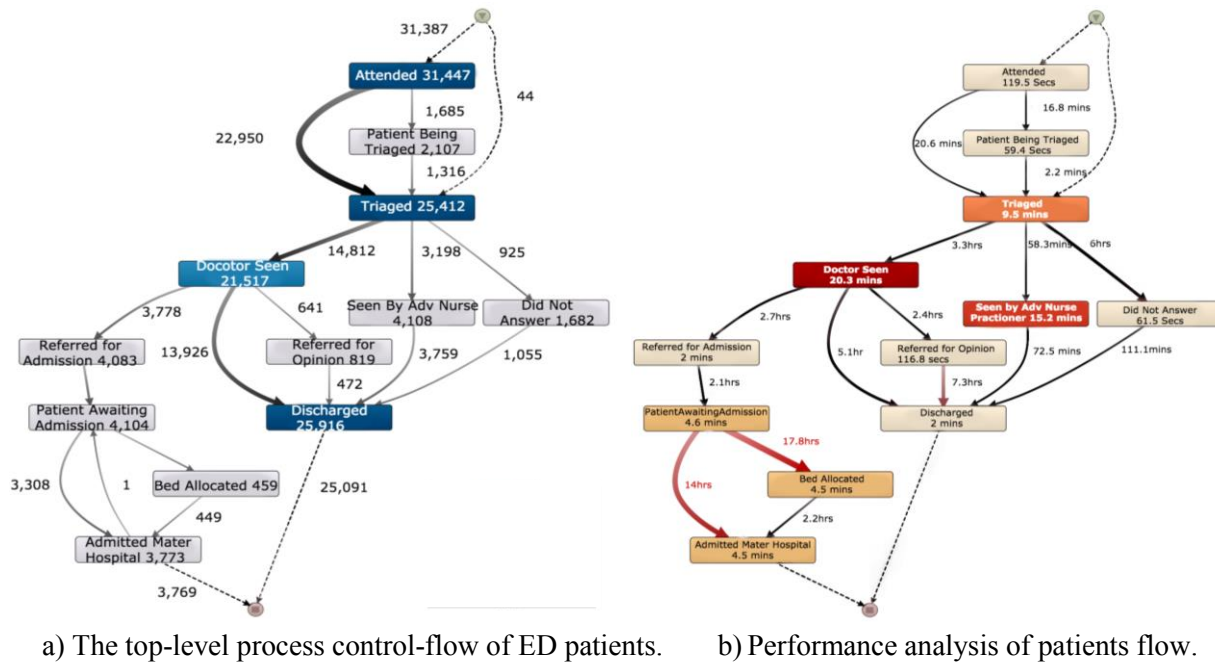 31,387
Attended 31,447
44
1,685
22,950
Patient Being
Triaged 2,107
1,316
Triaged 25,412
14,812
3,198
925
Docotor Seen
21,517
641
3,778
Seen By Adv Nurse
4,108
Did Not
Answer 1,682
Referred for
Admission 4,083
13,926
Referred for
Opinion 819
3,759
1,055
472
Patient Awaiting
Admission 4,104
Discharged
25,916
3,308
1
Bed Allocated 459
25,091
449
Admitted Mater
Hospital 3,773
3,769
a) The top-level process control-flow of ED patients.
Attended
119.5 Secs
16.8 mins
20.6 mins
Patient Being Triaged
59.4 Secs
2.2 mins
Triaged
9.5 mins
3.3hrs
58.3mins
6hrs
Doctor Seen
20.3 mins
2.7hrs
2.4hrs
Seen by Adv Nurse
Practioner 15.2 mins
Did Not Answer
61.5 Secs
Referred for Admission
2 mins
5.1hr
Referred for Opinion
116.8 secs
72.5 mins
111.1mins
2.1hrs
7.3hrs
PatientAwaitingAdmission
4.6 mins
Discharged
2 mins
17.8hrs
14hrs
Bed Allocated
4.5 mins
2.2hrs
Admitted Mater Hospital
4.5 mins
b) Performance analysis of patients flow.